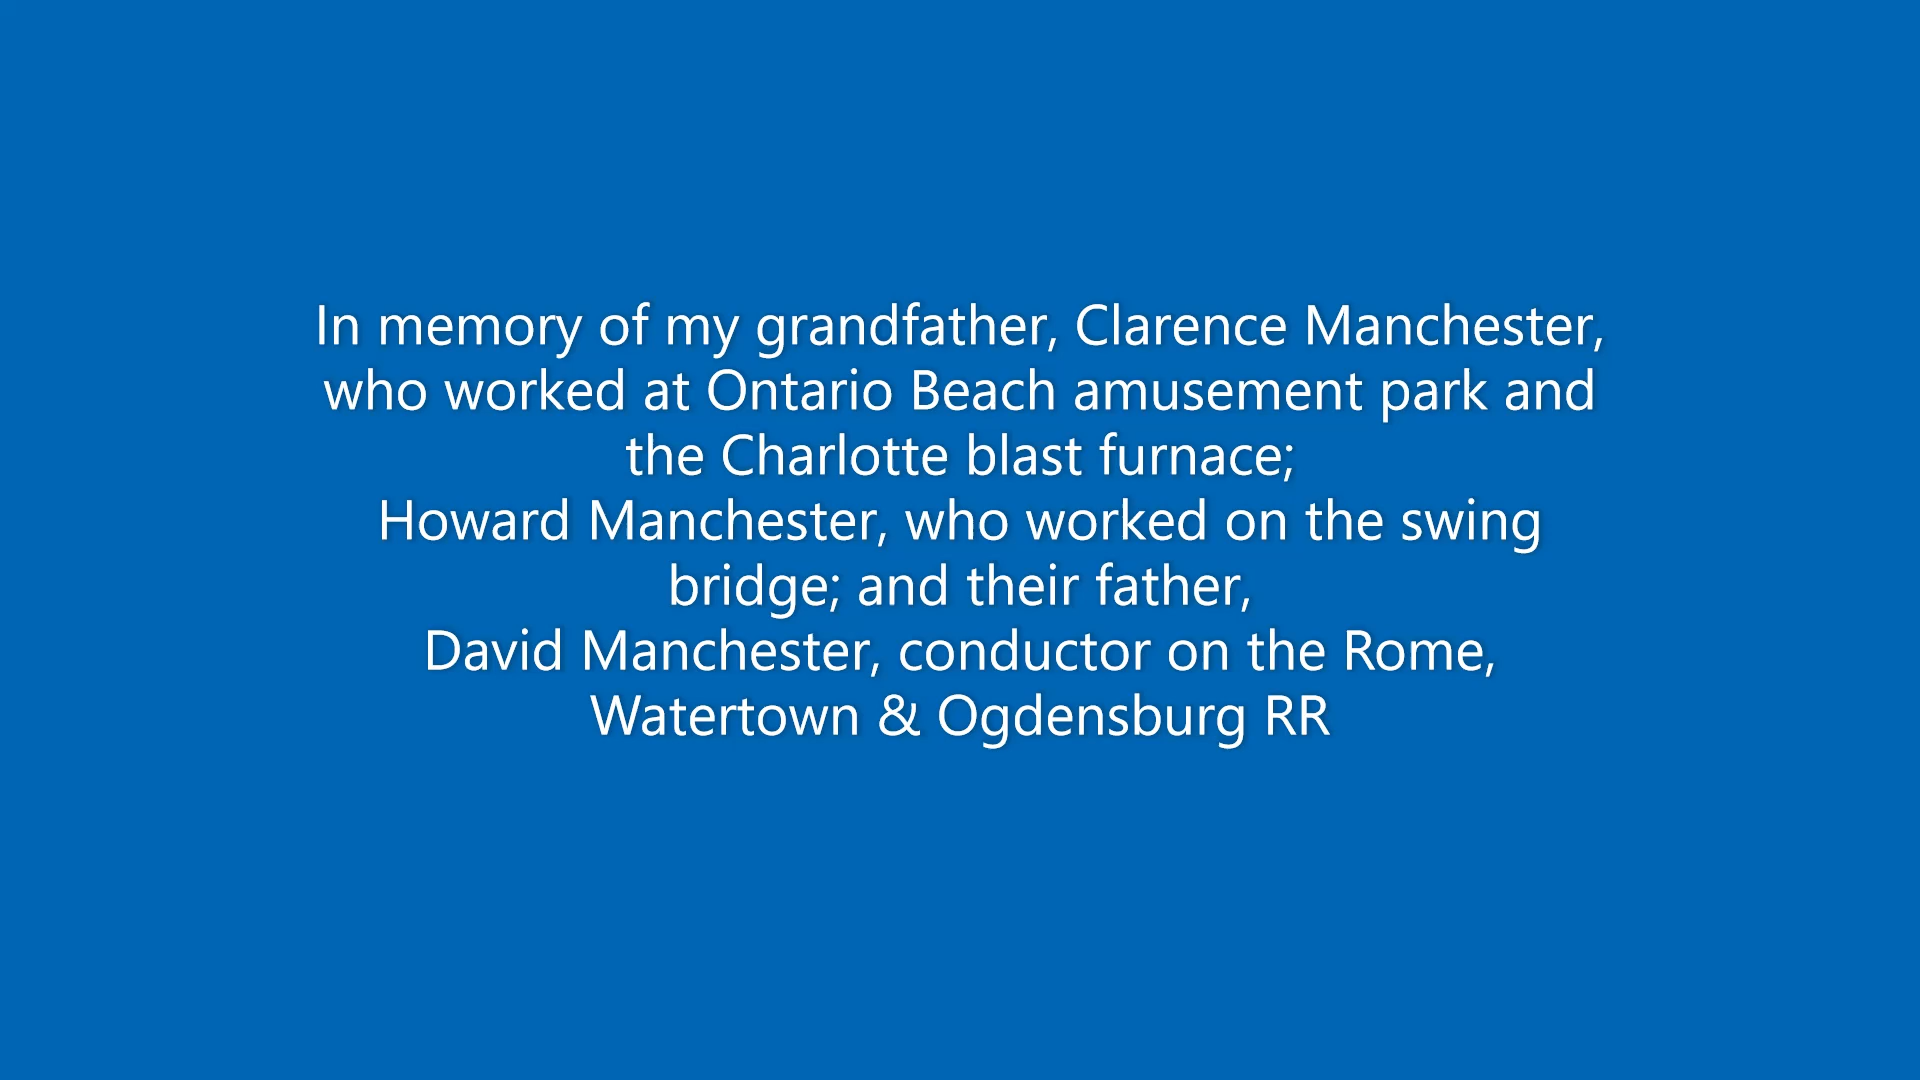 In memory of my grandfather, Clarence Manchester,
who worked at Ontario Beach amusement park and
the Charlotte blast furnace;
Howard Manchester, who worked on the swing
bridge; and their father,
David Manchester, conductor on the Rome,
Watertown & Ogdensburg RR